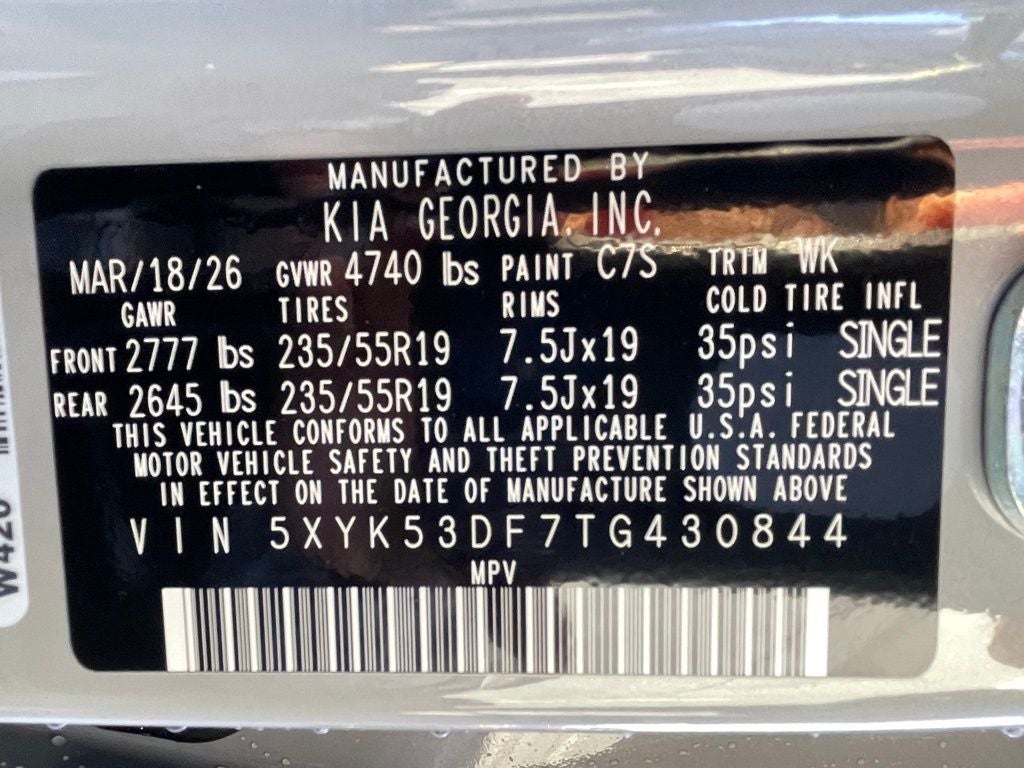 MANUFACTURED BY
KIA GEORGIA, INC.
MAR/18/26 GVWR 4740 lbs PAINT C7S TRIM WK
GAWR TIRES RIMS COLD TIRE INFL
FRONT 2777 lbs 235/55R19 7.5Jx19 35psi SINGLE
REAR 2645 lbs 235/55R19 7.5Jx19 35psi SINGLE
THIS VEHICLE CONFORMS TO ALL APPLICABLE U.S.A. FEDERAL
MOTOR VEHICLE SAFETY AND THEFT PREVENTION STANDARDS
IN EFFECT ON THE DATE OF MANUFACTURE SHOWN ABOVE
VIN 5XYK53DF7TG430844
MPV